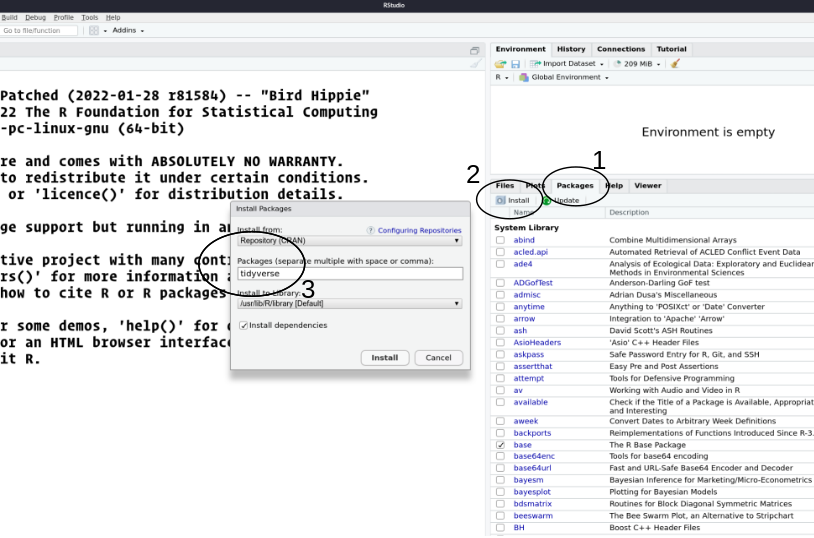 RStudio
Build Debug Profile Tools Help
Go to file/function
Addins
Patched (2022-01-28 r81584) -- "Bird Hippie"
22 The R Foundation for Statistical Computing
-pc-linux-gnu (64-bit)
re and comes with ABSOLUTELY NO WARRANTY.
to redistribute it under certain conditions.
or 'licence()' for distribution details.
ge support but running in an
tive project with many contr
rs()' for more information a
how to cite R or R packages
r some demos, 'help()' for o
or an HTML browser interface
it R.
Install Packages
Install from:
Configuring Repositories
Repository (CRAN)
Packages (separate multiple with space or comma):
tidyverse
3
Install to Library:
/usr/lib/R/library [Default]
Install dependencies
Install Cancel
Environment History Connections Tutorial
Import Dataset 209 MiB
R Global Environment
Environment is empty
1
2
Files Plots Packages Help Viewer
Install Update
Name Description
System Library
abind Combine Multidimensional Arrays
acled.api Automated Retrieval of ACLED Conflict Event Data
ade4 Analysis of Ecological Data: Exploratory and Euclidean
Methods in Environmental Sciences
ADGofTest Anderson-Darling GoF test
admisc Adrian Dusa's Miscellaneous
anytime Anything to 'POSIXct' or 'Date' Converter
arrow Integration to 'Apache' 'Arrow'
ash David Scott's ASH Routines
AsioHeaders 'Asio' C++ Header Files
askpass Safe Password Entry for R, Git, and SSH
assertthat Easy Pre and Post Assertions
attempt Tools for Defensive Programming
av Working with Audio and Video in R
available Check if the Title of a Package is Available, Appropriat
and Interesting
aweek Convert Dates to Arbitrary Week Definitions
backports Reimplementations of Functions Introduced Since R-3.
base The R Base Package
base64enc Tools for base64 encoding
base64url Fast and URL-Safe Base64 Encoder and Decoder
bayesm Bayesian Inference for Marketing/Micro-Econometrics
bayesplot Plotting for Bayesian Models
bdsmatrix Routines for Block Diagonal Symmetric Matrices
beeswarm The Bee Swarm Plot, an Alternative to Stripchart
BH Boost C++ Header Files